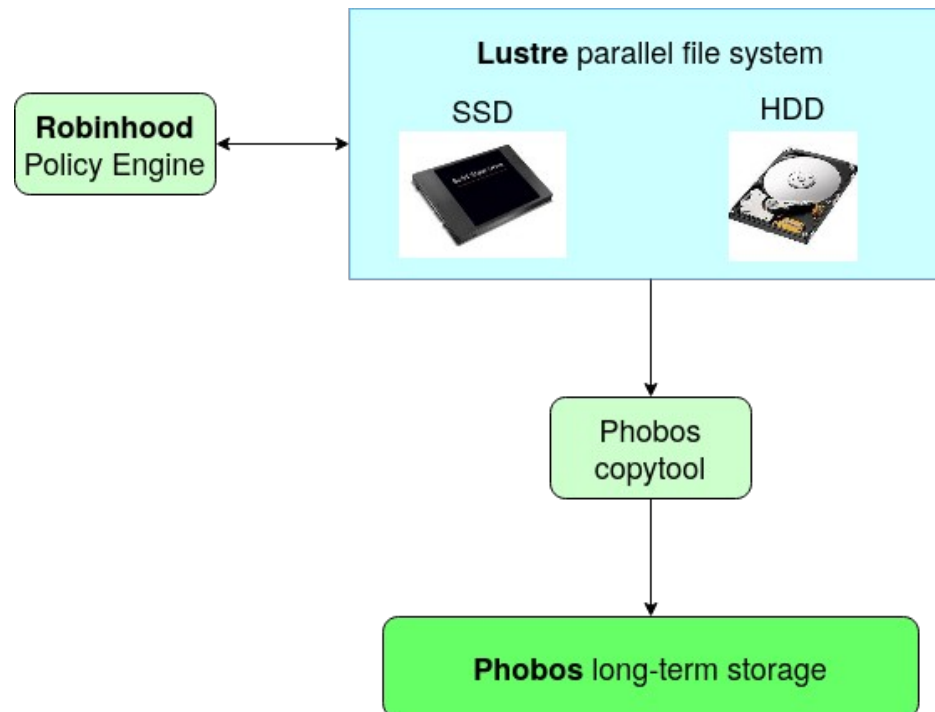 Lustre parallel file system
SSD
HDD
Robinhood
Policy Engine
Phobos
copytool
Phobos long-term storage